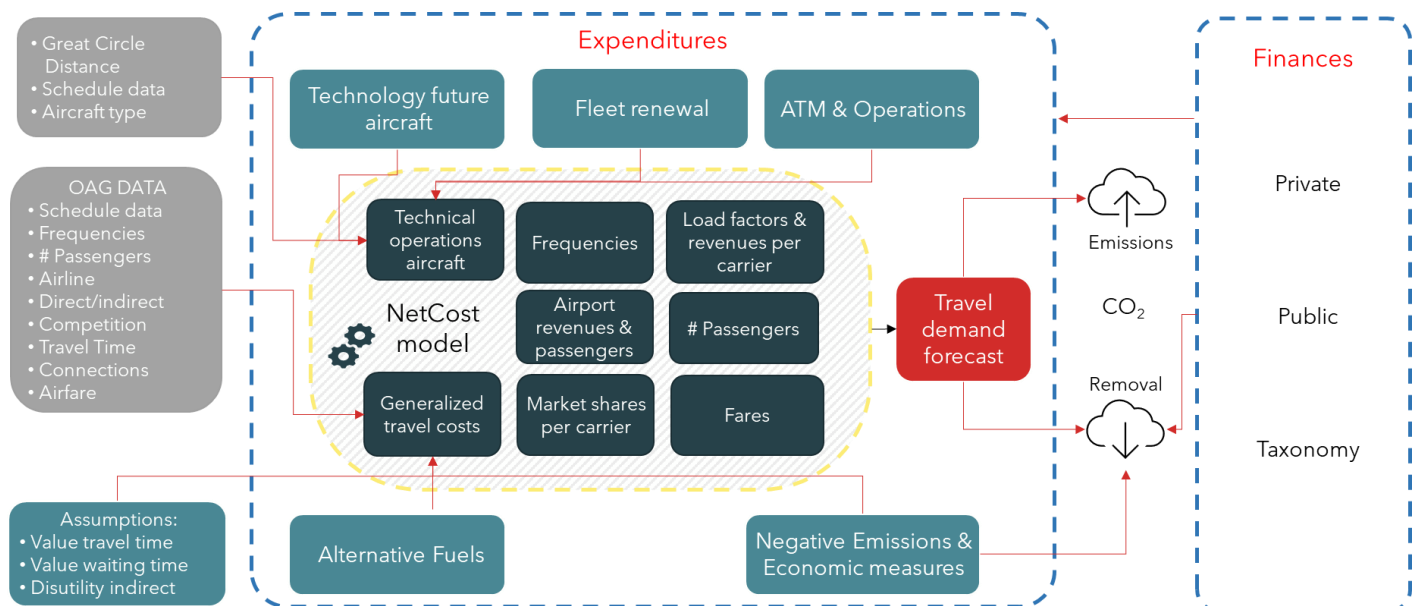 • Great Circle
Distance
• Schedule data
• Aircraft type
OAG DATA
• Schedule data
• Frequencies
• # Passengers
• Airline
• Direct/indirect
• Competition
• Travel Time
• Connections
• Airfare
Assumptions:
• Value travel time
• Value waiting time
• Disutility indirect
Expenditures
Technology future
aircraft
Fleet renewal
ATM & Operations
Technical
operations
aircraft
Frequencies
Load factors &
revenues per
carrier
NetCost
model
Airport
revenues &
passengers
# Passengers
Generalized
travel costs
Market shares
per carrier
Fares
Alternative Fuels
Negative Emissions &
Economic measures
Travel
demand
forecast
Emissions
CO₂
Removal
Finances
Private
Public
Taxonomy